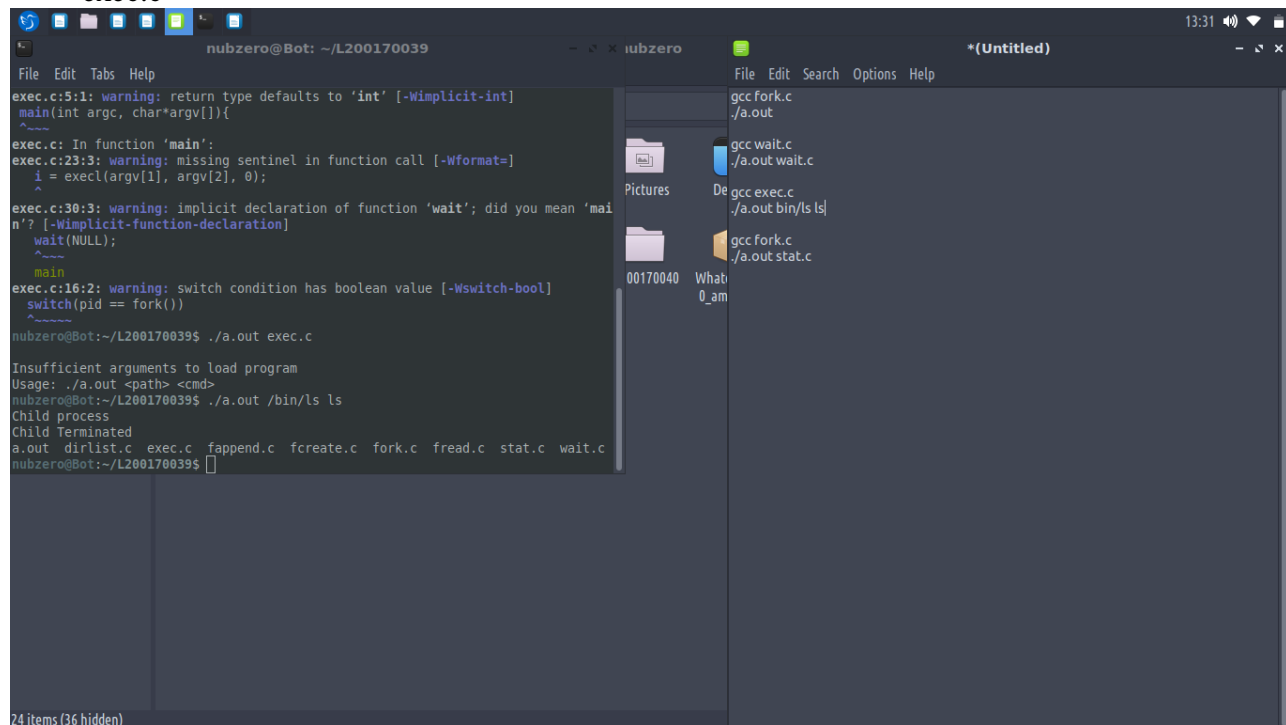 13:31
nubzero@Bot: ~/L200170039
File Edit Tabs Help
exec.c:5:1: warning: return type defaults to ‘int’ [-Wimplicit-int]
main(int argc, char*argv[]){
^~~~
exec.c: In function ‘main’:
exec.c:23:3: warning: missing sentinel in function call [-Wformat=]
i = execl(argv[1], argv[2], 0);
^
exec.c:30:3: warning: implicit declaration of function ‘wait’; did you mean ‘mai
n’? [-Wimplicit-function-declaration]
wait(NULL);
^~~~
main
exec.c:16:2: warning: switch condition has boolean value [-Wswitch-bool]
switch(pid == fork())
^~~~~~
nubzero@Bot:~/L200170039$ ./a.out exec.c
Insufficient arguments to load program
Usage: ./a.out <path> <cmd>
nubzero@Bot:~/L200170039$ ./a.out /bin/ls ls
Child process
Child Terminated
a.out dirlist.c exec.c fappend.c fcreate.c fork.c fread.c stat.c wait.c
nubzero@Bot:~/L200170039$
nubzero
Pictures
De
00170040
What
0_am
24 items (36 hidden)
*(Untitled)
File Edit Search Options Help
gcc fork.c
./a.out
gcc wait.c
./a.out wait.c
gcc exec.c
./a.out bin/ls ls
gcc fork.c
./a.out stat.c